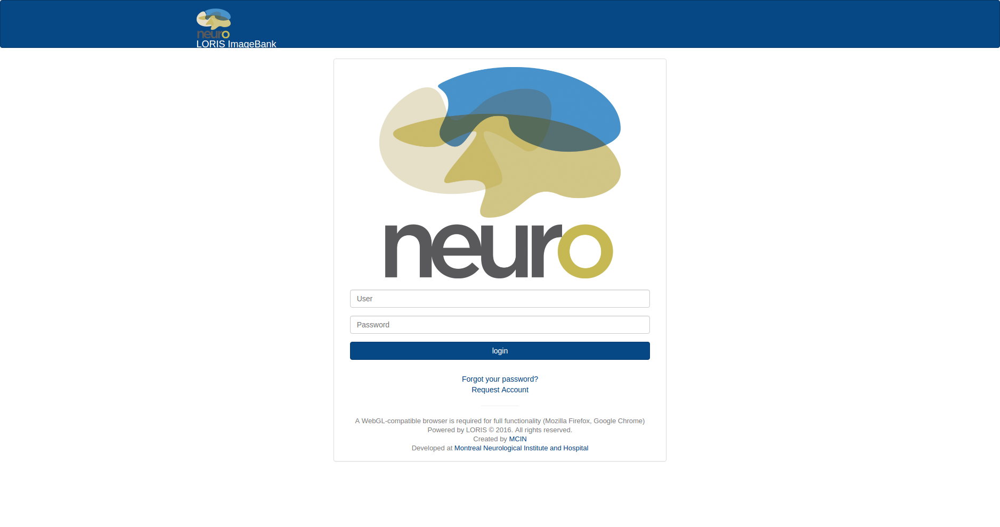 neuro
LORIS ImageBank
neuro
User
Password
login
Forgot your password?
Request Account
A WebGL-compatible browser is required for full functionality (Mozilla Firefox, Google Chrome)
Powered by LORIS © 2016. All rights reserved.
Created by MCIN
Developed at Montreal Neurological Institute and Hospital